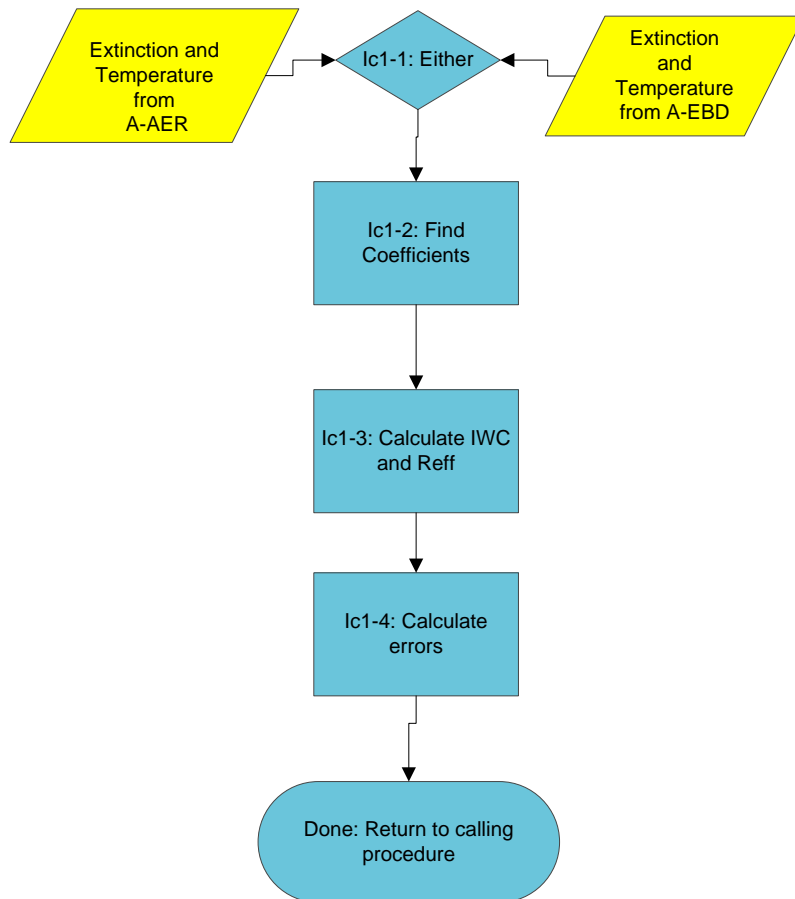 Extinction and
Temperature
from
A-AER
Ic1-1: Either
Extinction
and
Temperature
from A-EBD
Ic1-2: Find
Coefficients
Ic1-3: Calculate IWC
and Reff
Ic1-4: Calculate
errors
Done: Return to calling
procedure